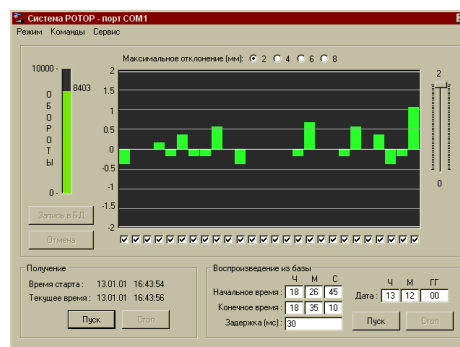 Система РОТОР - порт COM1
Режим Команды Сервис
Максимальное отклонение (мм): 2 4 6 8
10000
8403
ОБОРОТЫ
0
2
1.5
1
0.5
0
-0.5
-1
-1.5
-2
2
0
Запись в БД
Отмена
Получение
Время старта : 13.01.01 16:43:54
Текущее время : 13.01.01 16:43:56
Пуск Стоп
Воспроизведение из базы
Ч М С
Начальное время : 18 26 45
Конечное время : 18 35 10
Задержка (мс) : 30
Ч М ГГ
Дата : 13 12 00
Пуск Стоп